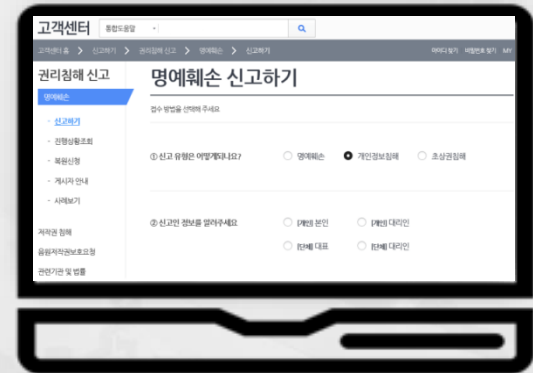 고객센터 통합도움말
고객센터 홈 > 신고하기 > 권리침해 신고 > 명예훼손 > 신고하기 아이디 찾기 비밀번호 찾기 MY
권리침해 신고
명예훼손
- 신고하기
- 진행상황조회
- 복원신청
- 게시자 안내
- 사례보기
저작권 침해
음원저작권보호요청
관련기관 및 법률
명예훼손 신고하기
접수 방법을 선택해 주세요
① 신고 유형은 어떻게되나요? 명예훼손 개인정보침해 초상권침해
② 신고인 정보를 알려주세요 [개인] 본인 [개인] 대리인
[단체] 대표 [단체] 대리인